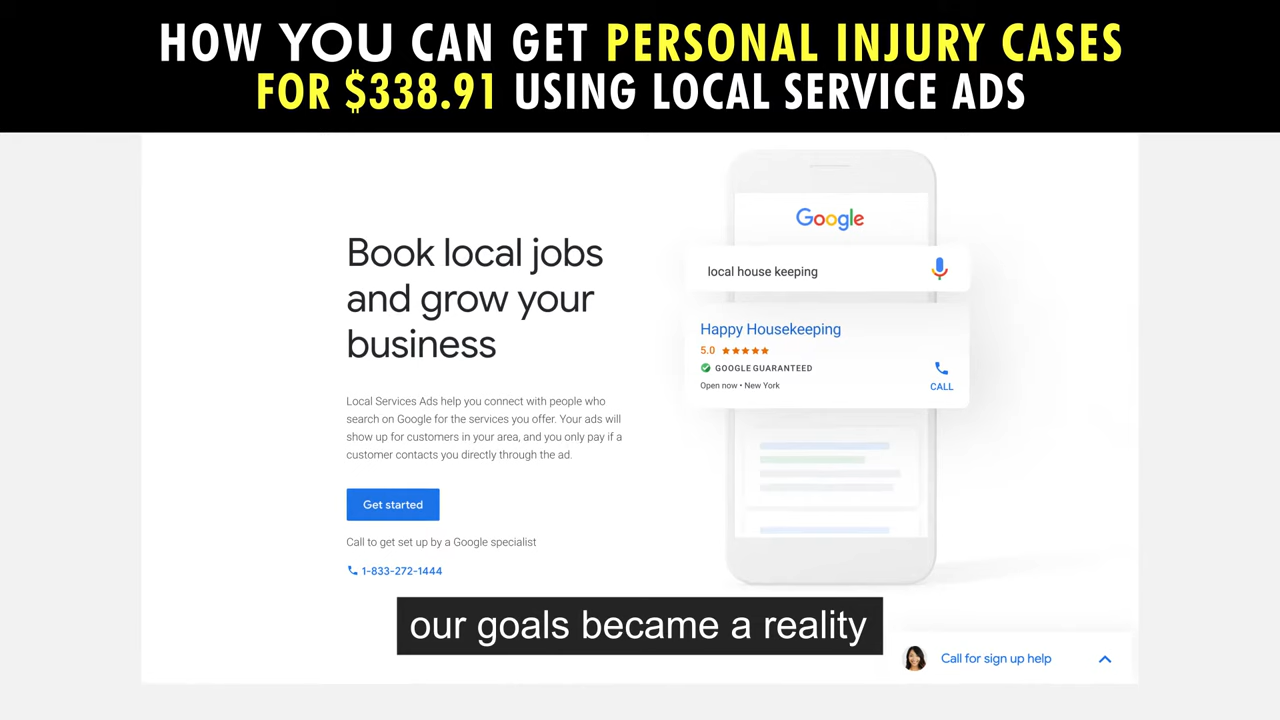 HOW YOU CAN GET PERSONAL INJURY CASES
FOR $338.91 USING LOCAL SERVICE ADS
Book local jobs
and grow your
business
Local Services Ads help you connect with people who
search on Google for the services you offer. Your ads will
show up for customers in your area, and you only pay if a
customer contacts you directly through the ad.
Get started
Call to get set up by a Google specialist
1-833-272-1444
Google
local house keeping
Happy Housekeeping
5.0
GOOGLE GUARANTEED
Open now • New York
CALL
our goals became a reality
Call for sign up help